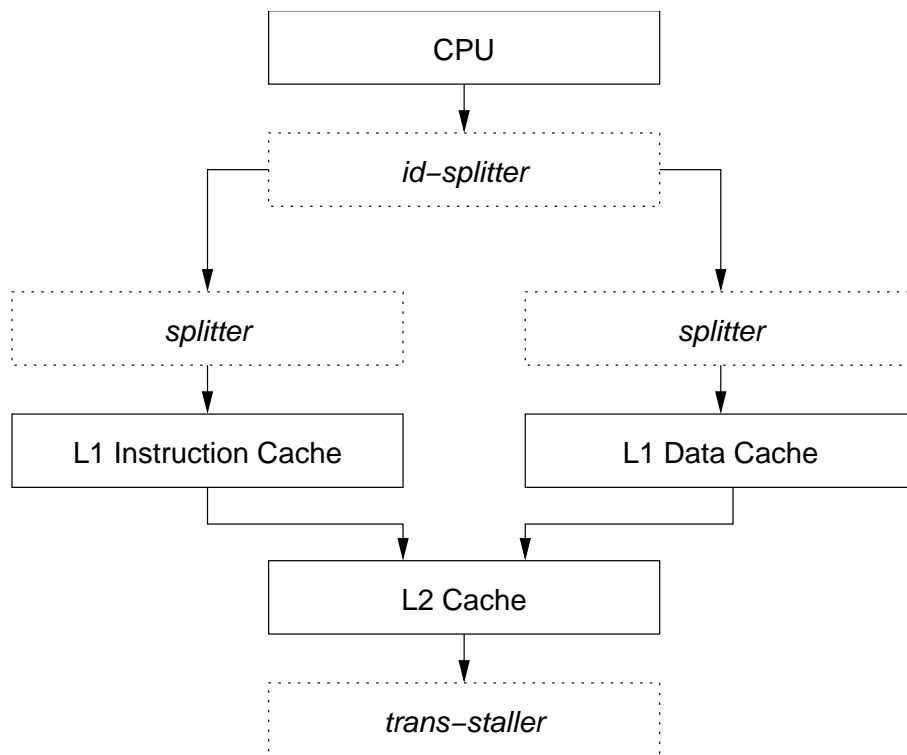 CPU
id−splitter
splitter
splitter
L1 Instruction Cache
L1 Data Cache
L2 Cache
trans−staller